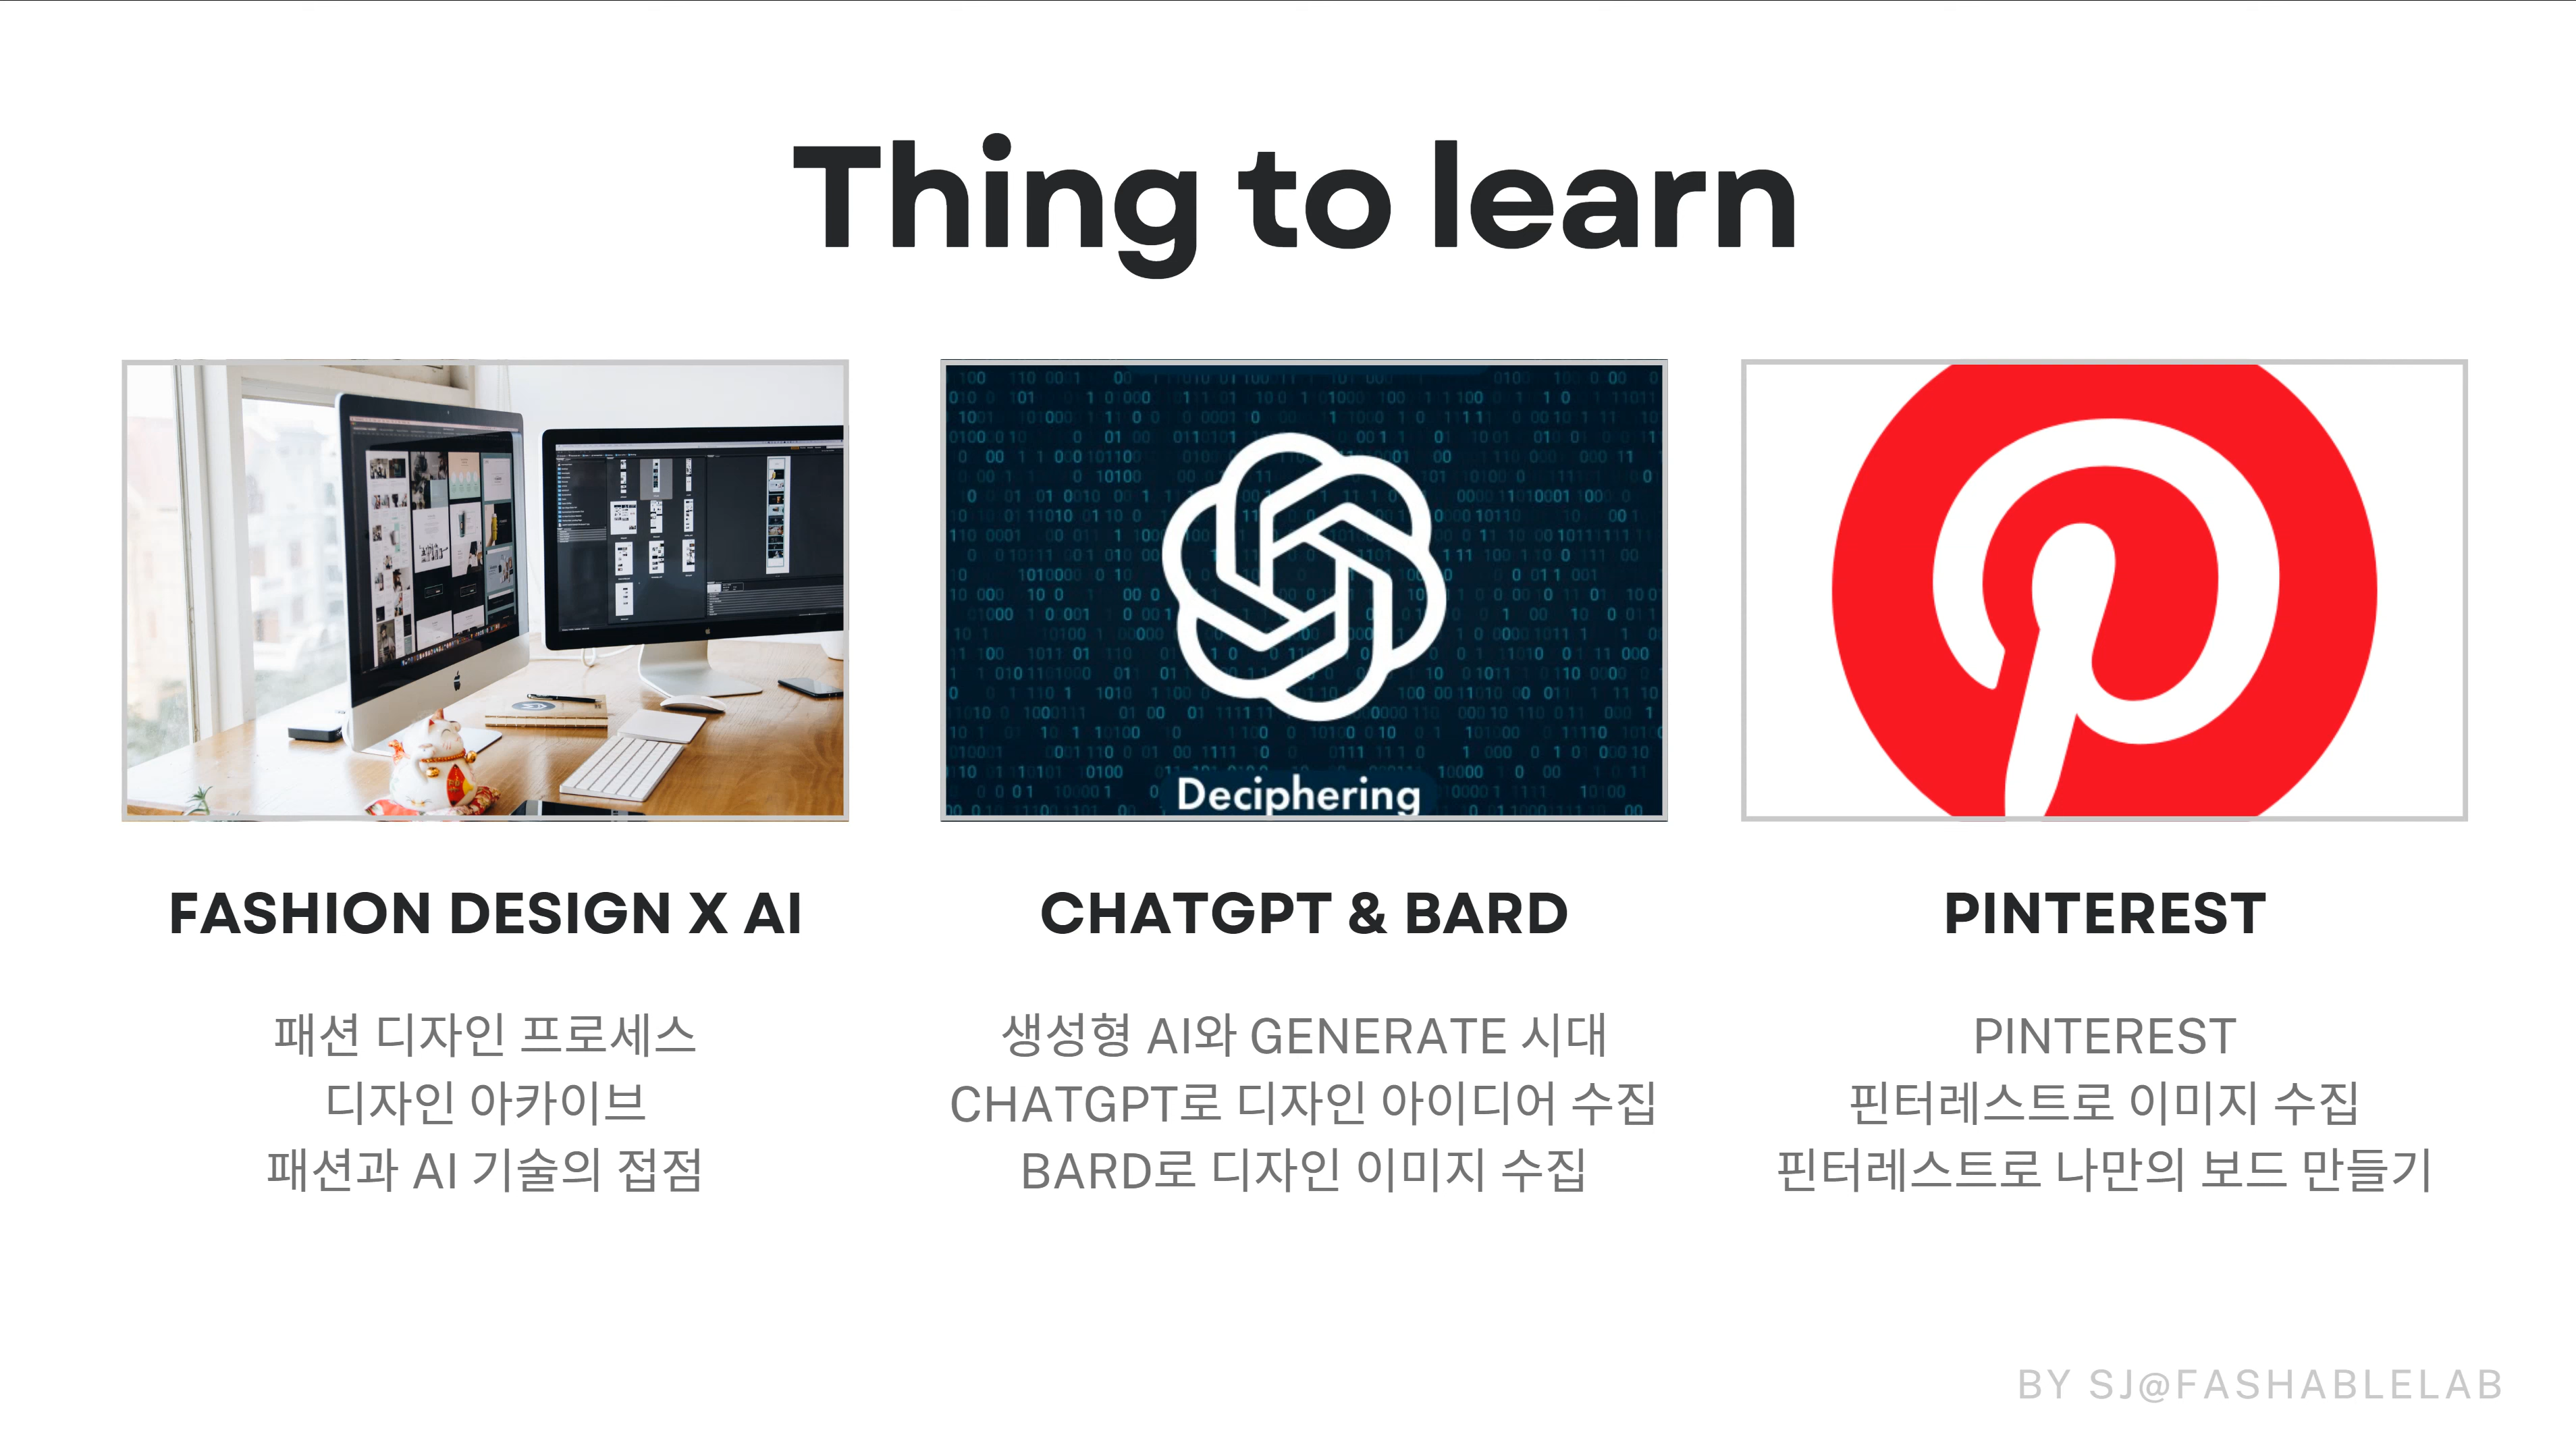 Thing to learn
Deciphering
FASHION DESIGN X AI
패션 디자인 프로세스
디자인 아카이브
패션과 AI 기술의 접점
CHATGPT & BARD
생성형 AI와 GENERATE 시대
CHATGPT로 디자인 아이디어 수집
BARD로 디자인 이미지 수집
PINTEREST
PINTEREST
핀터레스트로 이미지 수집
핀터레스트로 나만의 보드 만들기
BY SJ@FASHABLELAB